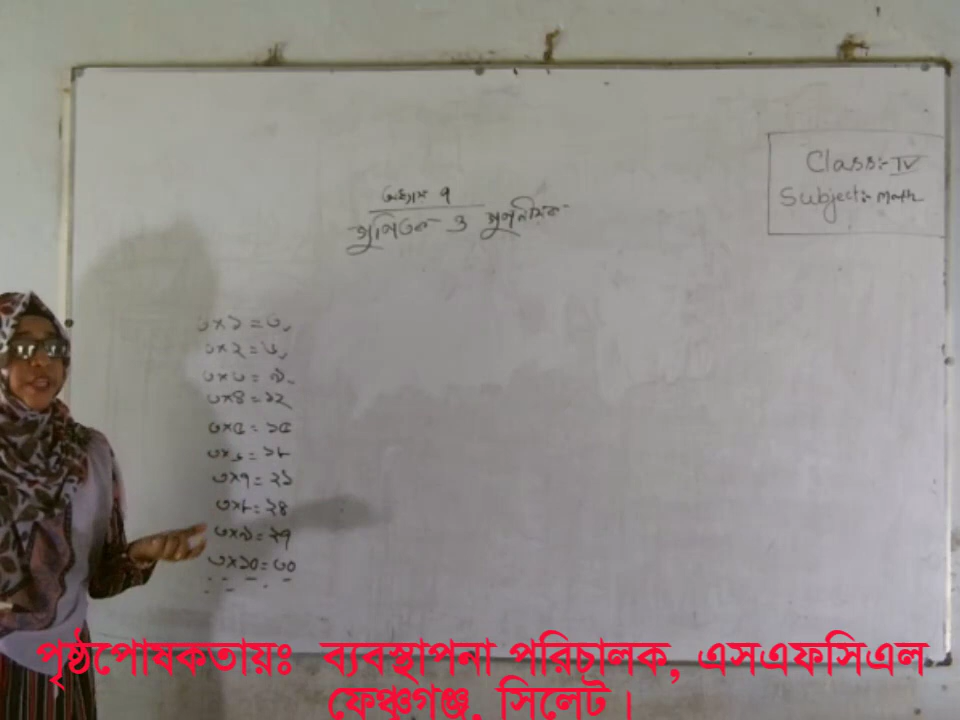 Class:- IV
Subject:- Math
অধ্যায় ৭
গুণিতক ও গুণনীয়ক
৩×১=৩
৩×২=৬
৩×৩=৯
৩×৪=১২
৩×৫=১৫
৩×৬=১৮
৩×৭=২১
৩×৮=২৪
৩×৯=২৭
৩×১০=৩০
পৃষ্ঠপোষকতায়ঃ ব্যবস্থাপনা পরিচালক, এসএফসিএল
ফেঞ্চুগঞ্জ, সিলেট।